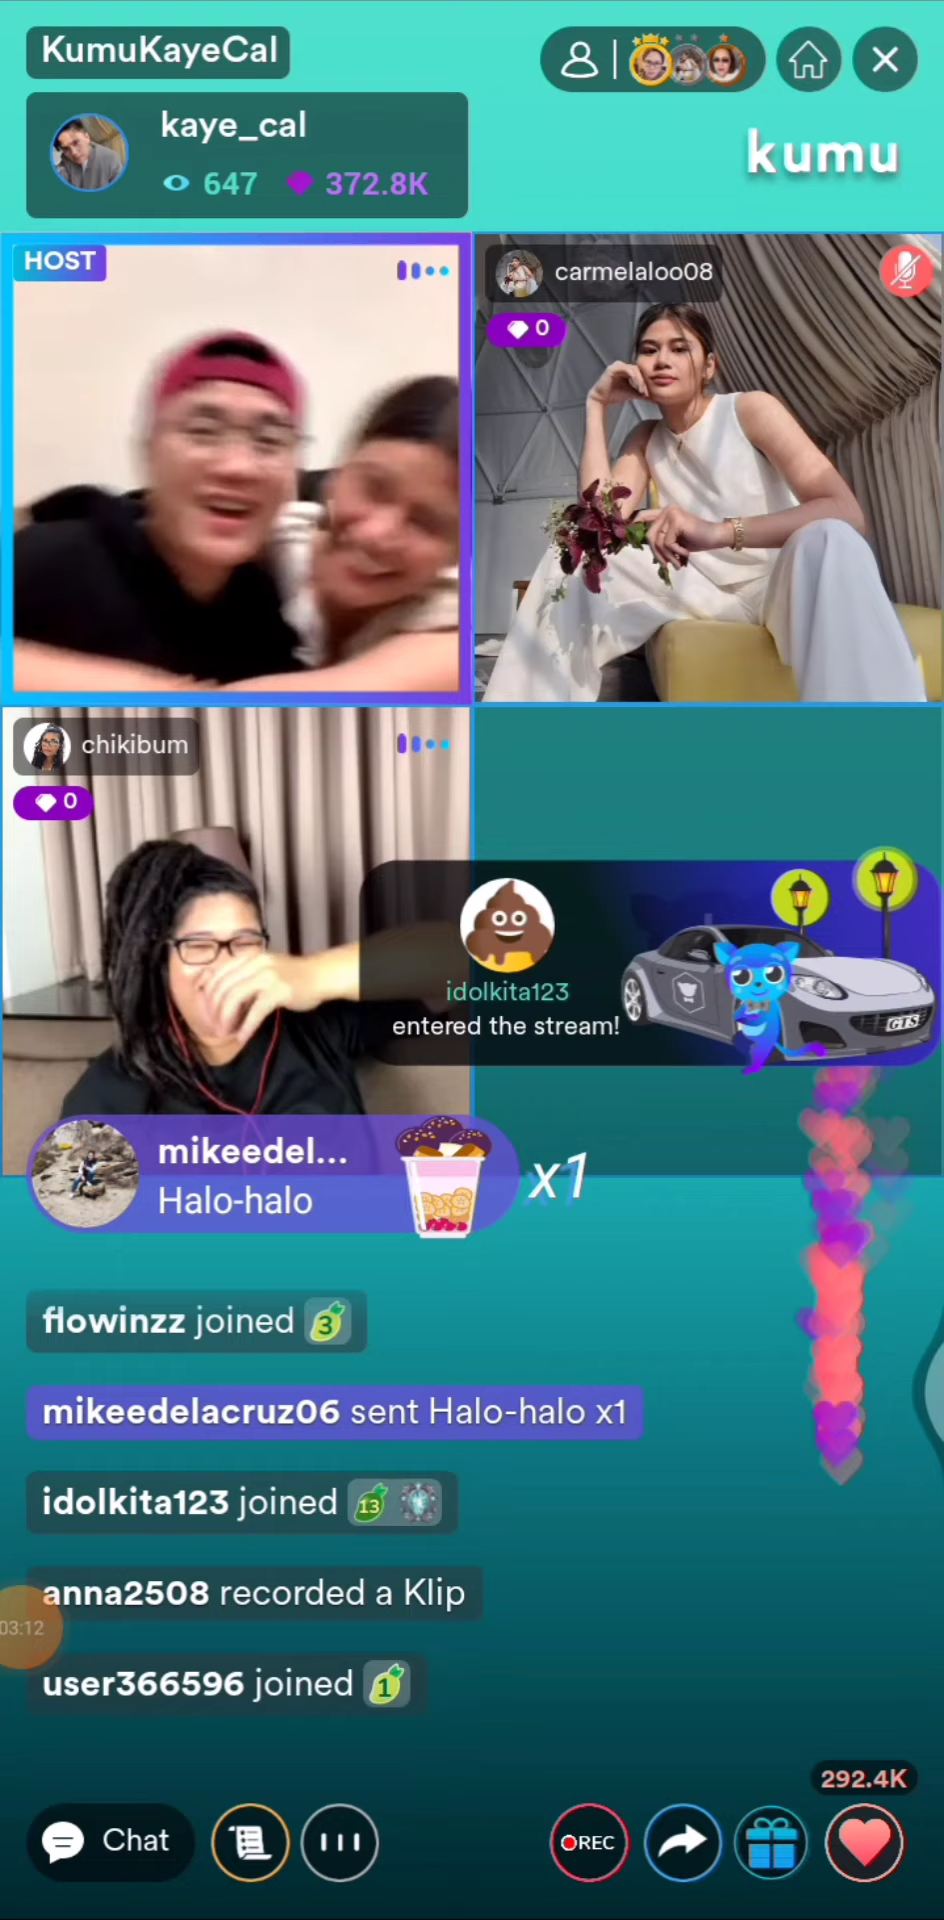 KumuKayeCal
kaye_cal
647 372.8K
kumu
HOST
carmelaloo08
0
chikibum
0
idolkita123
entered the stream!
GTS
mikeedel...
Halo-halo
x1
flowinzz joined 3
mikeedelacruz06 sent Halo-halo x1
idolkita123 joined 13
anna2508 recorded a Klip
03:12
user366596 joined 1
292.4K
Chat
REC